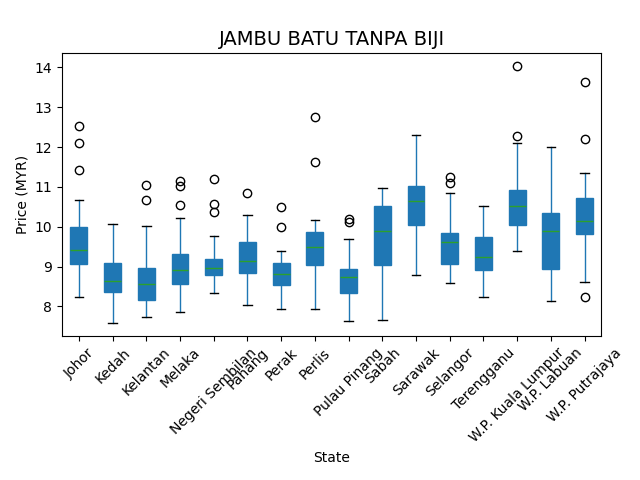 JAMBU BATU TANPA BIJI
Price (MYR)
14
13
12
11
10
9
8
Johor
Kedah
Kelantan
Melaka
Negeri Sembilan
Pahang
Perak
Perlis
Pulau Pinang
Sabah
Sarawak
Selangor
Terengganu
W.P. Kuala Lumpur
W.P. Labuan
W.P. Putrajaya
State